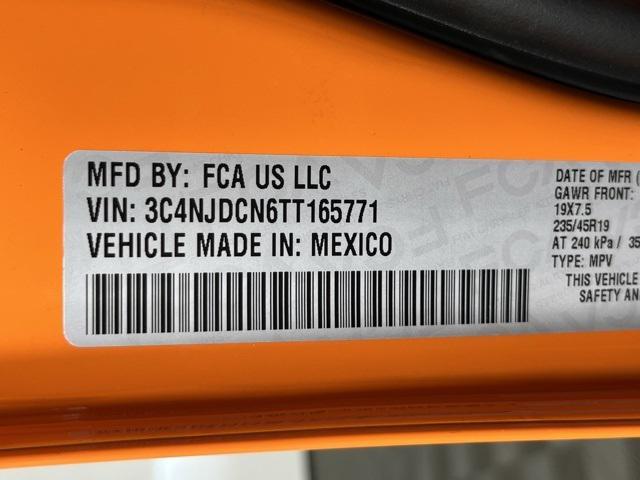 MFD BY: FCA US LLC
VIN: 3C4NJDCN6TT165771
VEHICLE MADE IN: MEXICO
DATE OF MFR (
GAWR FRONT:
19X7.5
235/45R19
AT 240 kPa / 35
TYPE: MPV
THIS VEHICLE
SAFETY AN